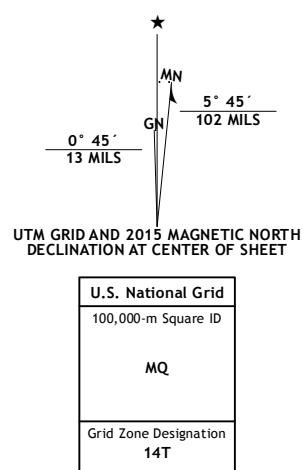 ★
MN
GN
5° 45´
102 MILS
0° 45´
13 MILS
UTM GRID AND 2015 MAGNETIC NORTH
DECLINATION AT CENTER OF SHEET
U.S. National Grid
100,000-m Square ID
MQ
Grid Zone Designation
14T